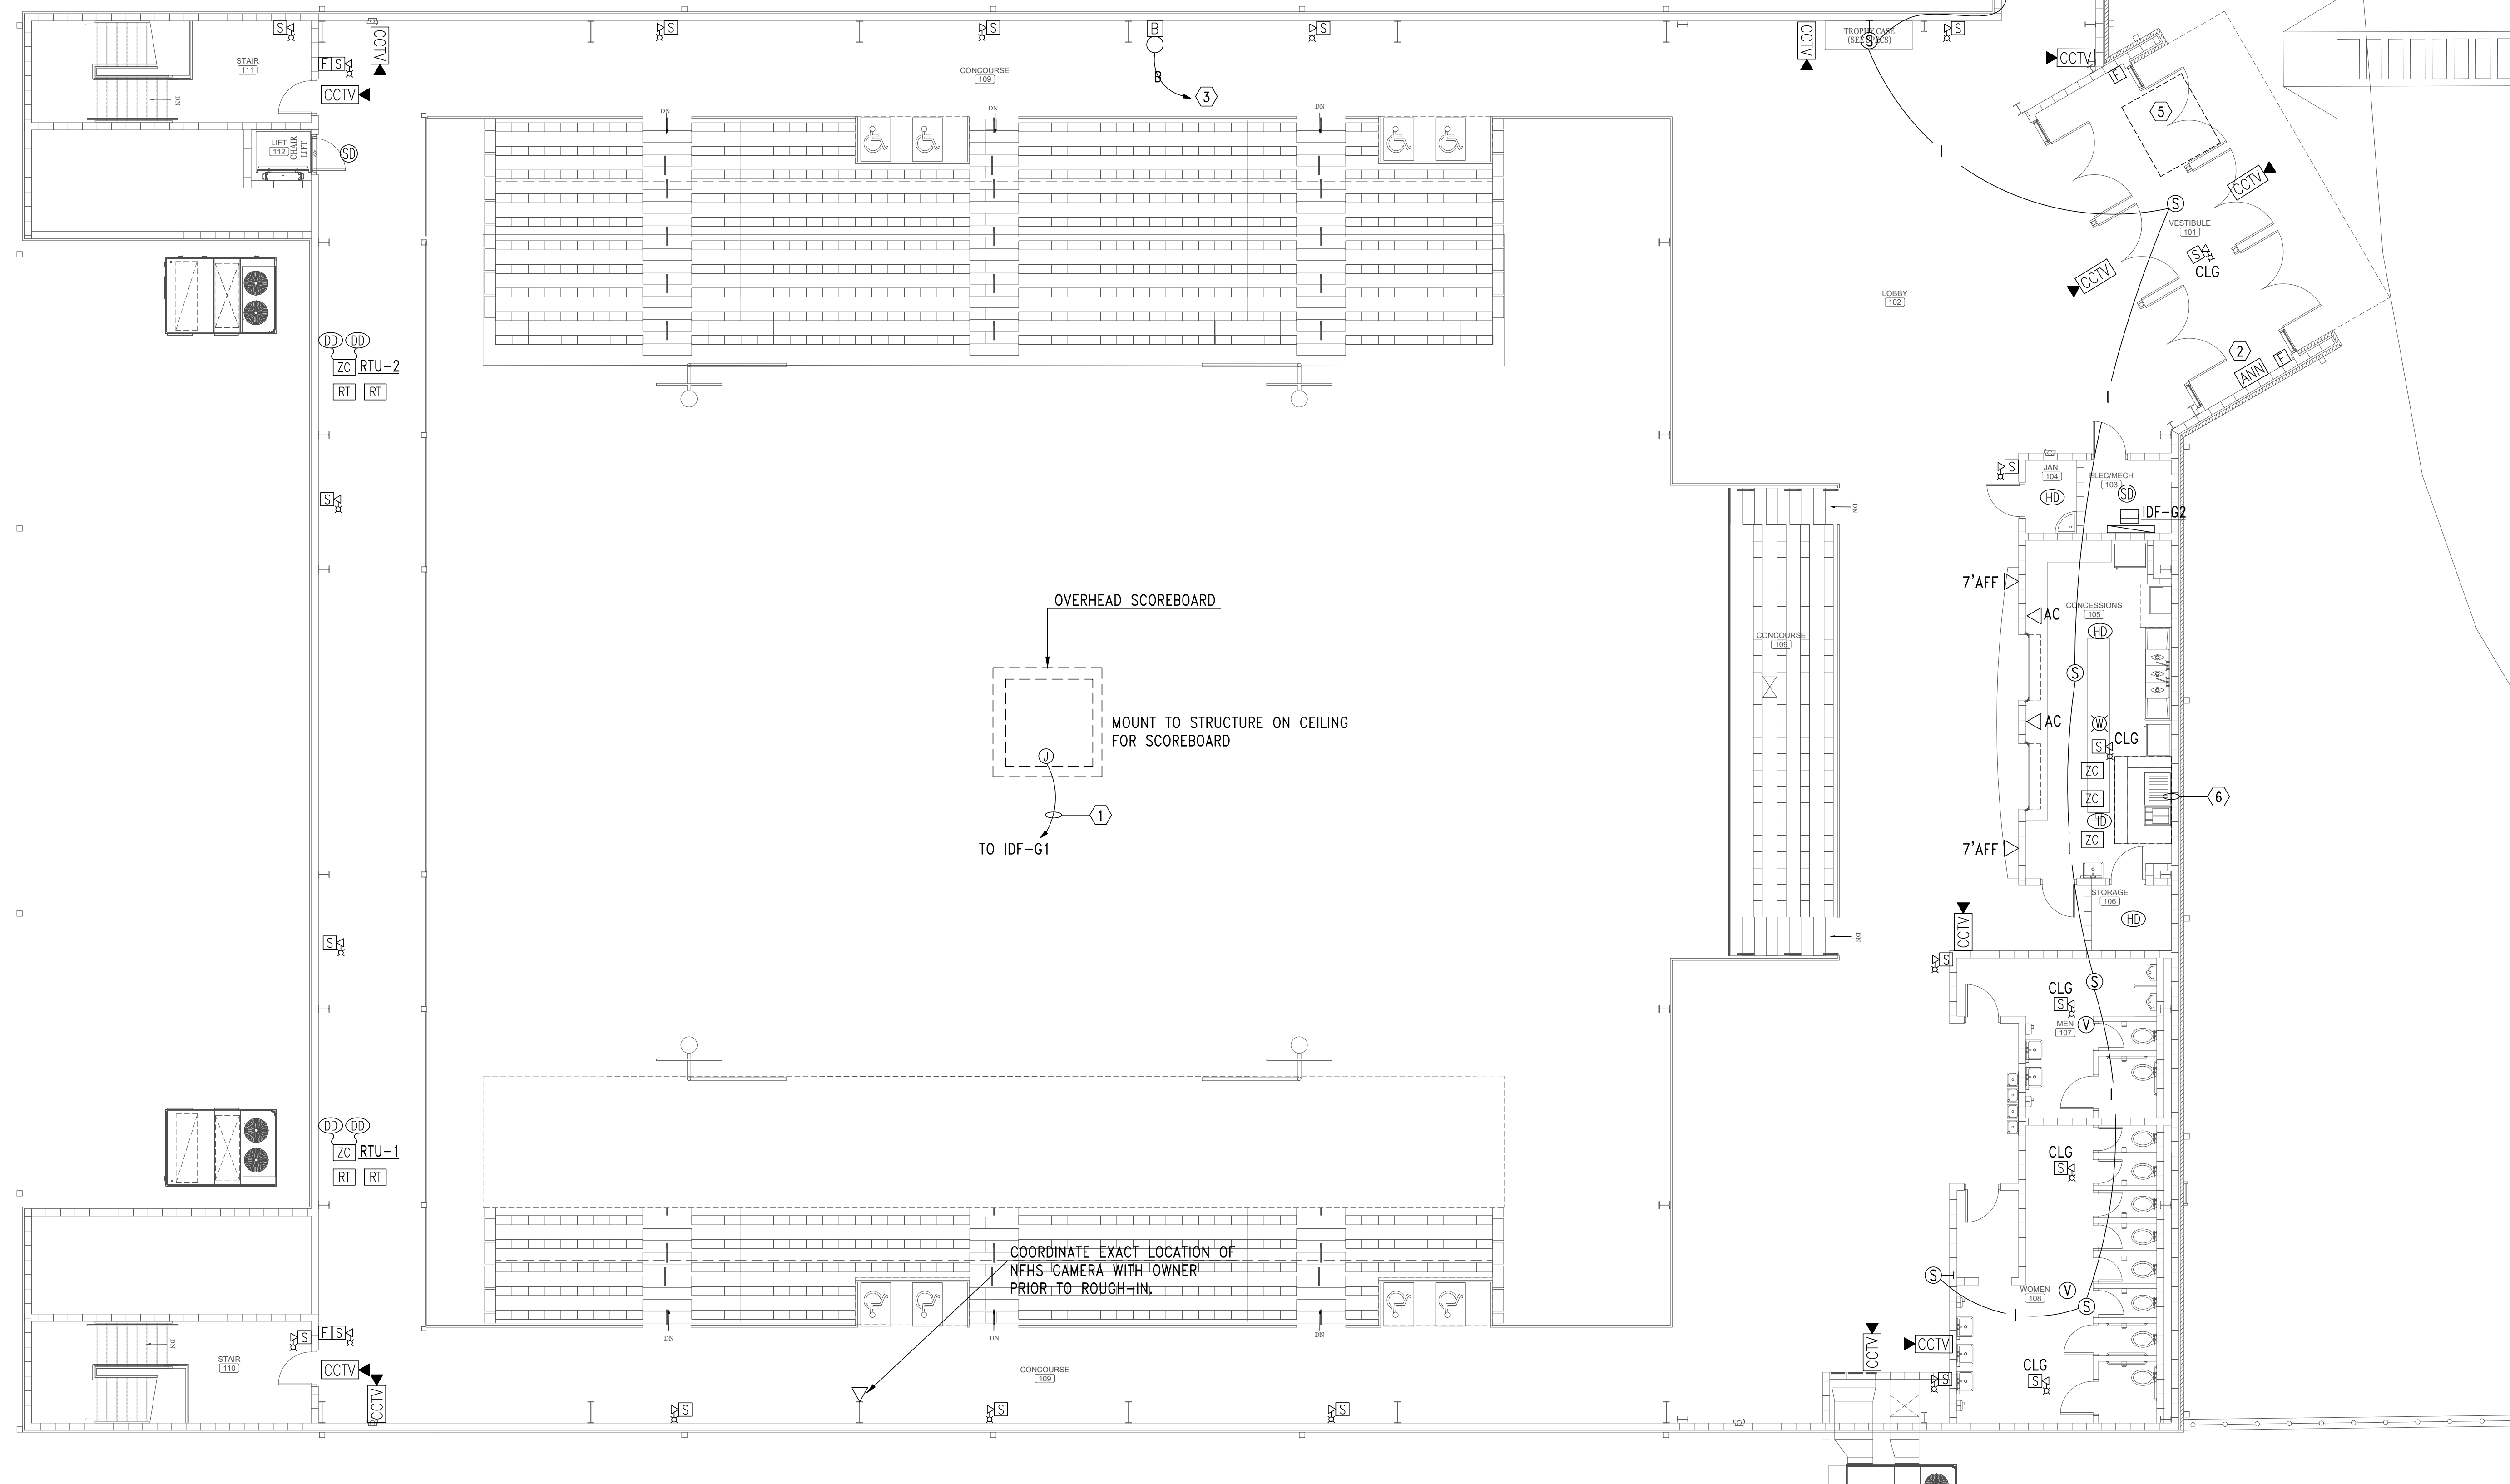 S
S
S
S
B
CCTV
CCTV
TROPHY CASE
(SEE SPECS)
S
S
CCTV
STAIR
111
F S
CCTV
CONCOURSE
109
B
3
F
5
DN
DN
DN
DN
LIFT
112
CHAIR
LIFT
SD
I
CCTV
S
VESTIBULE
101
S
CLG
CCTV
LOBBY
102
DD DD
ZC RTU-2
RT RT
2
F
ANN
I
S
S
JAN.
104
HD
ELEC/MECH
103
SD
IDF-G2
DN
7'AFF
OVERHEAD SCOREBOARD
AC
CONCESSIONS
105
HD
CONCOURSE
109
S
MOUNT TO STRUCTURE ON CEILING
FOR SCOREBOARD
AC
W
S
CLG
J
ZC
ZC
6
1
HD
ZC
TO IDF-G1
7'AFF
I
STORAGE
106
HD
CCTV
DN
S
S
S
CLG
S
MEN
107
V
I
DD DD
ZC RTU-1
RT RT
CLG
S
COORDINATE EXACT LOCATION OF
NFHS CAMERA WITH OWNER
PRIOR TO ROUGH-IN.
S
WOMEN
108
V
S
I
DN
DN
DN
DN
S
F S
STAIR
110
CCTV
CCTV
CONCOURSE
109
CCTV
CCTV
CLG
S
S
S
S
S